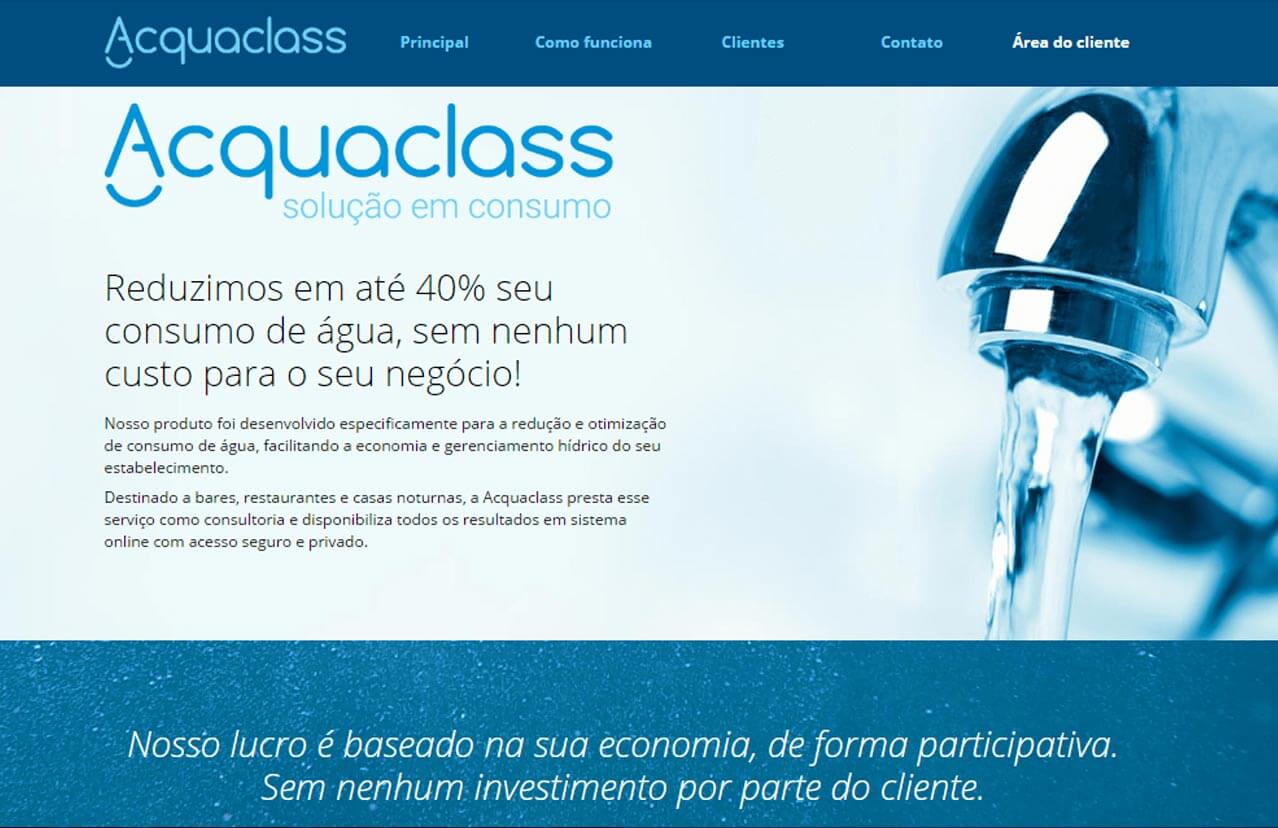 Acquaclass
Principal
Como funciona
Clientes
Contato
Área do cliente
Acquaclass
solução em consumo
Reduzimos em até 40% seu
consumo de água, sem nenhum
custo para o seu negócio!
Nosso produto foi desenvolvido especificamente para a redução e otimização
de consumo de água, facilitando a economia e gerenciamento hídrico do seu
estabelecimento.
Destinado a bares, restaurantes e casas noturnas, a Acquaclass presta esse
serviço como consultoria e disponibiliza todos os resultados em sistema
online com acesso seguro e privado.
Nosso lucro é baseado na sua economia, de forma participativa.
Sem nenhum investimento por parte do cliente.